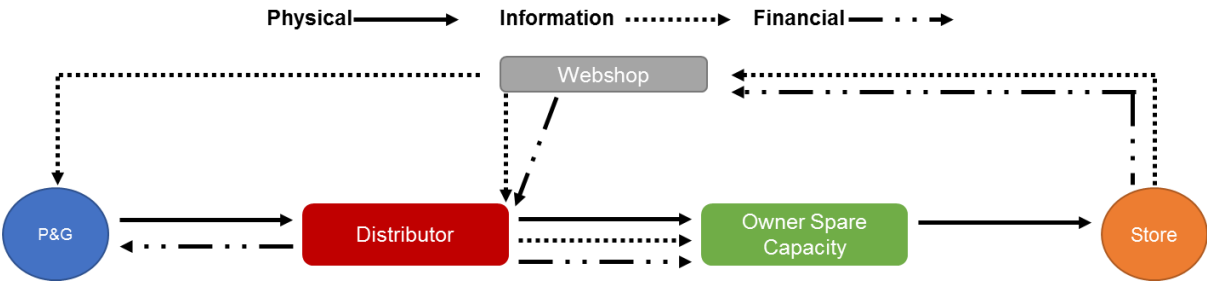 Physical Information Financial
Webshop
P&G
Distributor
Owner Spare
Capacity
Store